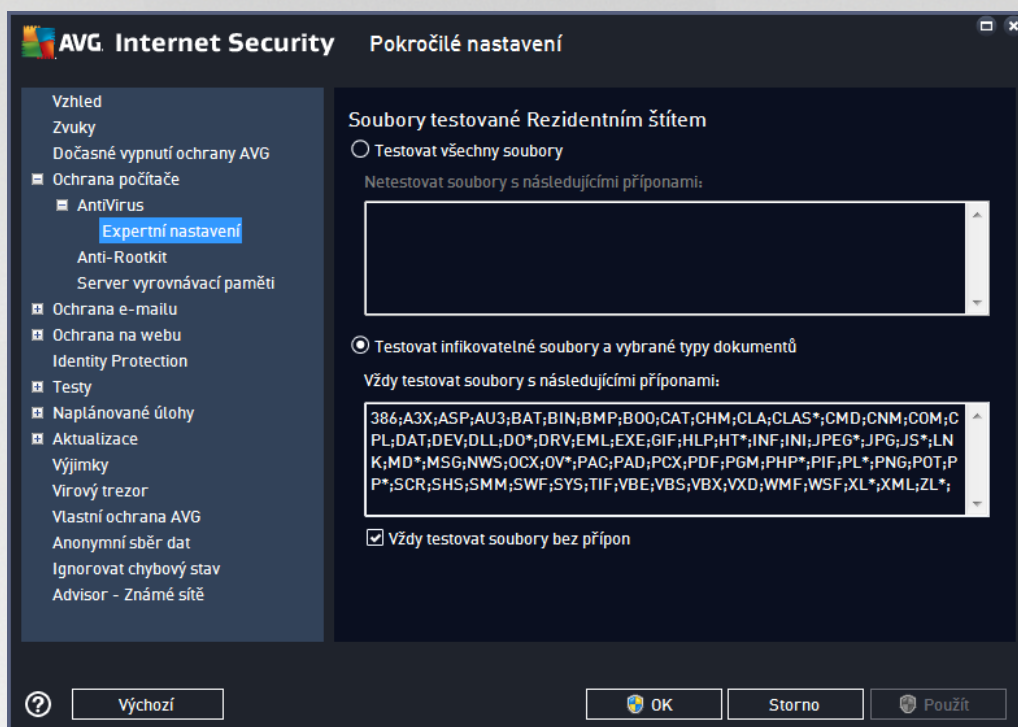 AVG. Internet Security Pokročilé nastavení
Vzhled
Zvuky
Dočasné vypnutí ochrany AVG
Ochrana počítače
AntiVirus
Expertní nastavení
Anti-Rootkit
Server vyrovnávací paměti
Ochrana e-mailu
Ochrana na webu
Identity Protection
Testy
Naplánované úlohy
Aktualizace
Výjimky
Virový trezor
Vlastní ochrana AVG
Anonymní sběr dat
Ignorovat chybový stav
Advisor - Známé sítě
Soubory testované Rezidentním štítem
Testovat všechny soubory
Netestovat soubory s následujícími příponami:
Testovat infikovatelné soubory a vybrané typy dokumentů
Vždy testovat soubory s následujícími příponami:
386;A3X;ASP;AU3;BAT;BIN;BMP;BOO;CAT;CHM;CLA;CLAS*;CMD;CNM;COM;C
PL;DAT;DEV;DLL;DO*;DRV;EML;EXE;GIF;HLP;HT*;INF;INI;JPEG*;JPG;JS*;LN
K;MD*;MSG;NWS;OCX;OV*;PAC;PAD;PCX;PDF;PGM;PHP*;PIF;PL*;PNG;POT;P
P*;SCR;SHS;SMM;SWF;SYS;TIF;VBE;VBS;VBX;VXD;WMF;WSF;XL*;XML;ZL*;
Vždy testovat soubory bez přípon
Výchozí
OK
Storno
Použít